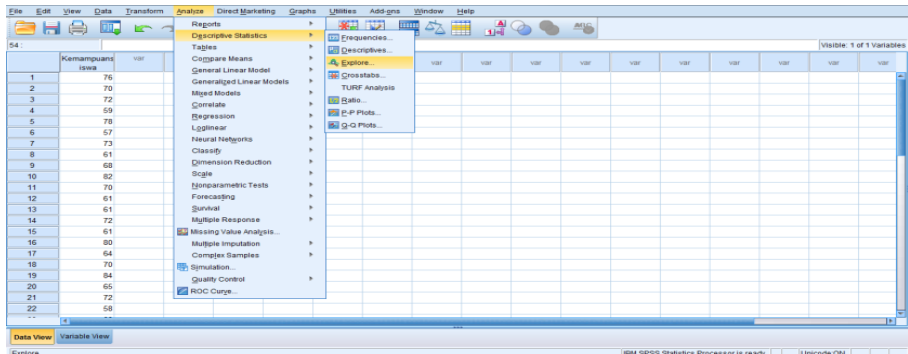 File Edit View Data Transform Analyze Direct Marketing Graphs Utilities Add-ons Window Help
54 :
Visible: 1 of 1 Variables
Kemampuans
iswa
var var var var var var var var var
1 76
2 70
3 72
4 59
5 78
6 57
7 73
8 61
9 68
10 82
11 70
12 61
13 61
14 72
15 61
16 80
17 64
18 70
19 84
20 65
21 72
22 58
Reports
Descriptive Statistics
Tables
Compare Means
General Linear Model
Generalized Linear Models
Mixed Models
Correlate
Regression
Loglinear
Neural Networks
Classify
Dimension Reduction
Scale
Nonparametric Tests
Forecasting
Survival
Multiple Response
Missing Value Analysis...
Multiple Imputation
Complex Samples
Simulation...
Quality Control
ROC Curve...
Frequencies...
Descriptives...
Explore...
Crosstabs...
TURF Analysis
Ratio...
P-P Plots...
Q-Q Plots...
Data View Variable View
Explore
IBM SPSS Statistics Processor is ready
Unicode:ON